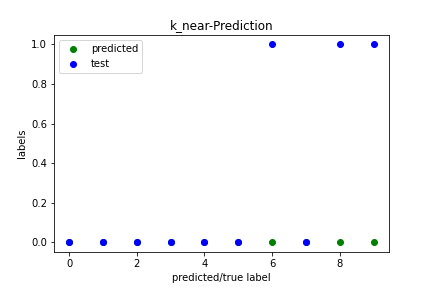 k_near-Prediction
predicted
test
1.0
0.8
0.6
0.4
0.2
0.0
labels
0 2 4 6 8
predicted/true label